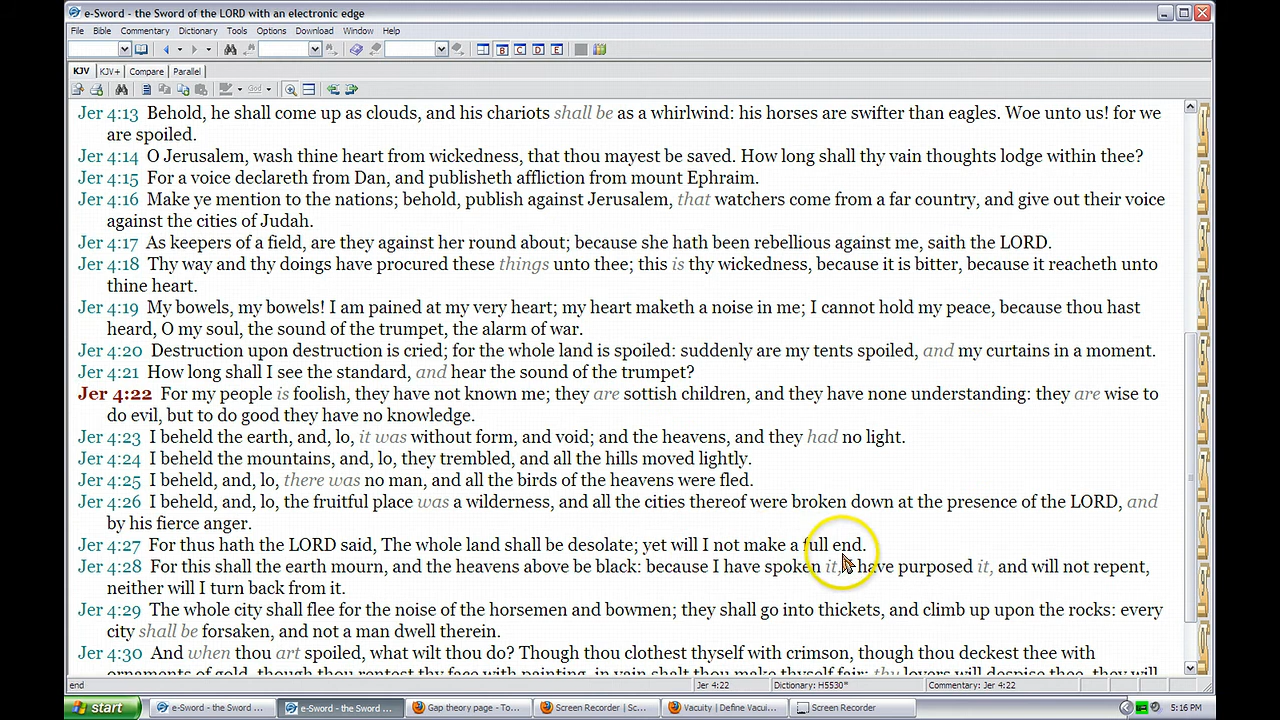 e-Sword - the Sword of the LORD with an electronic edge
File Bible Commentary Dictionary Tools Options Download Window Help
KJV KJV+ Compare Parallel
God
Jer 4:13 Behold, he shall come up as clouds, and his chariots shall be as a whirlwind: his horses are swifter than eagles. Woe unto us! for we
are spoiled.
Jer 4:14 O Jerusalem, wash thine heart from wickedness, that thou mayest be saved. How long shall thy vain thoughts lodge within thee?
Jer 4:15 For a voice declareth from Dan, and publisheth affliction from mount Ephraim.
Jer 4:16 Make ye mention to the nations; behold, publish against Jerusalem, that watchers come from a far country, and give out their voice
against the cities of Judah.
Jer 4:17 As keepers of a field, are they against her round about; because she hath been rebellious against me, saith the LORD.
Jer 4:18 Thy way and thy doings have procured these things unto thee; this is thy wickedness, because it is bitter, because it reacheth unto
thine heart.
Jer 4:19 My bowels, my bowels! I am pained at my very heart; my heart maketh a noise in me; I cannot hold my peace, because thou hast
heard, O my soul, the sound of the trumpet, the alarm of war.
Jer 4:20 Destruction upon destruction is cried; for the whole land is spoiled: suddenly are my tents spoiled, and my curtains in a moment.
Jer 4:21 How long shall I see the standard, and hear the sound of the trumpet?
Jer 4:22 For my people is foolish, they have not known me; they are sottish children, and they have none understanding: they are wise to
do evil, but to do good they have no knowledge.
Jer 4:23 I beheld the earth, and, lo, it was without form, and void; and the heavens, and they had no light.
Jer 4:24 I beheld the mountains, and, lo, they trembled, and all the hills moved lightly.
Jer 4:25 I beheld, and, lo, there was no man, and all the birds of the heavens were fled.
Jer 4:26 I beheld, and, lo, the fruitful place was a wilderness, and all the cities thereof were broken down at the presence of the LORD, and
by his fierce anger.
Jer 4:27 For thus hath the LORD said, The whole land shall be desolate; yet will I not make a full end.
Jer 4:28 For this shall the earth mourn, and the heavens above be black: because I have spoken it, I have purposed it, and will not repent,
neither will I turn back from it.
Jer 4:29 The whole city shall flee for the noise of the horsemen and bowmen; they shall go into thickets, and climb up upon the rocks: every
city shall be forsaken, and not a man dwell therein.
Jer 4:30 And when thou art spoiled, what wilt thou do? Though thou clothest thyself with crimson, though thou deckest thee with
ornaments of gold, though thou rentest thy face with painting, in vain shalt thou make thyself fair; thy lovers will despise thee, they will
end Jer 4:22 Dictionary: H5530* Commentary: Jer 4:22
start e-Sword - the Sword ... e-Sword - the Sword ... Gap theory page - To... Screen Recorder | Sc... Vacuity | Define Vacui... Screen Recorder 5:16 PM